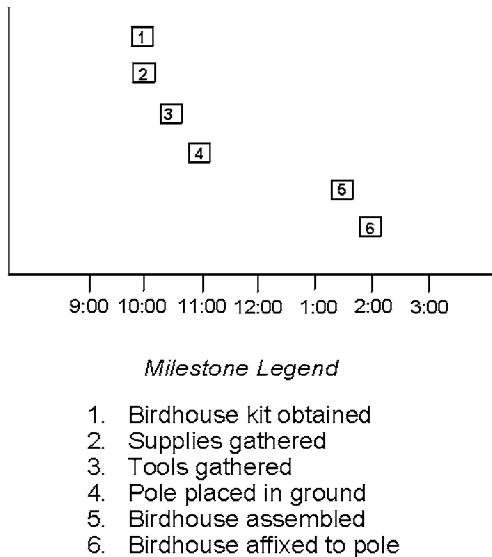 1
2
3
4
5
6
9:00 10:00 11:00 12:00 1:00 2:00 3:00
Milestone Legend
1. Birdhouse kit obtained
2. Supplies gathered
3. Tools gathered
4. Pole placed in ground
5. Birdhouse assembled
6. Birdhouse affixed to pole